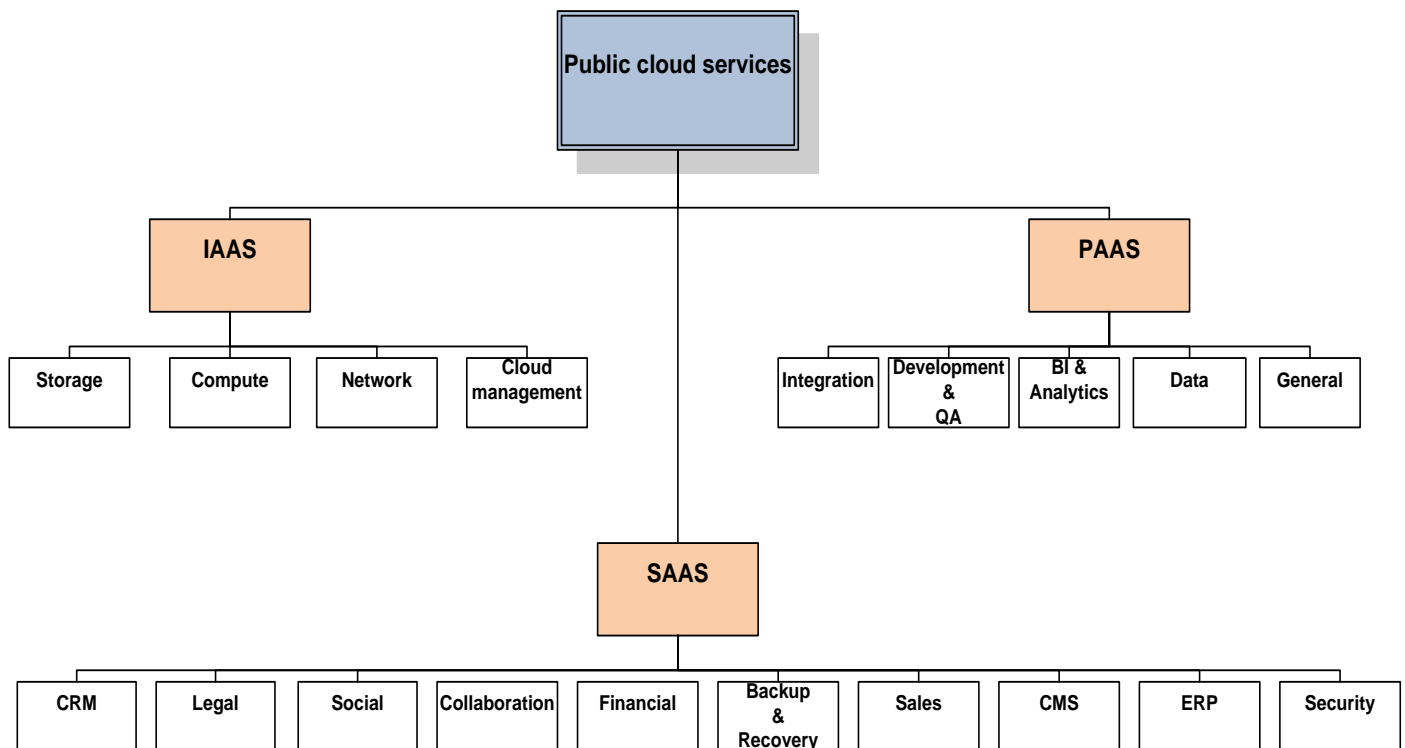 Public cloud services
IAAS
PAAS
Storage
Compute
Network
Cloud
management
Integration
Development
&
QA
BI &
Analytics
Data
General
SAAS
CRM
Legal
Social
Collaboration
Financial
Backup
&
Recovery
Sales
CMS
ERP
Security